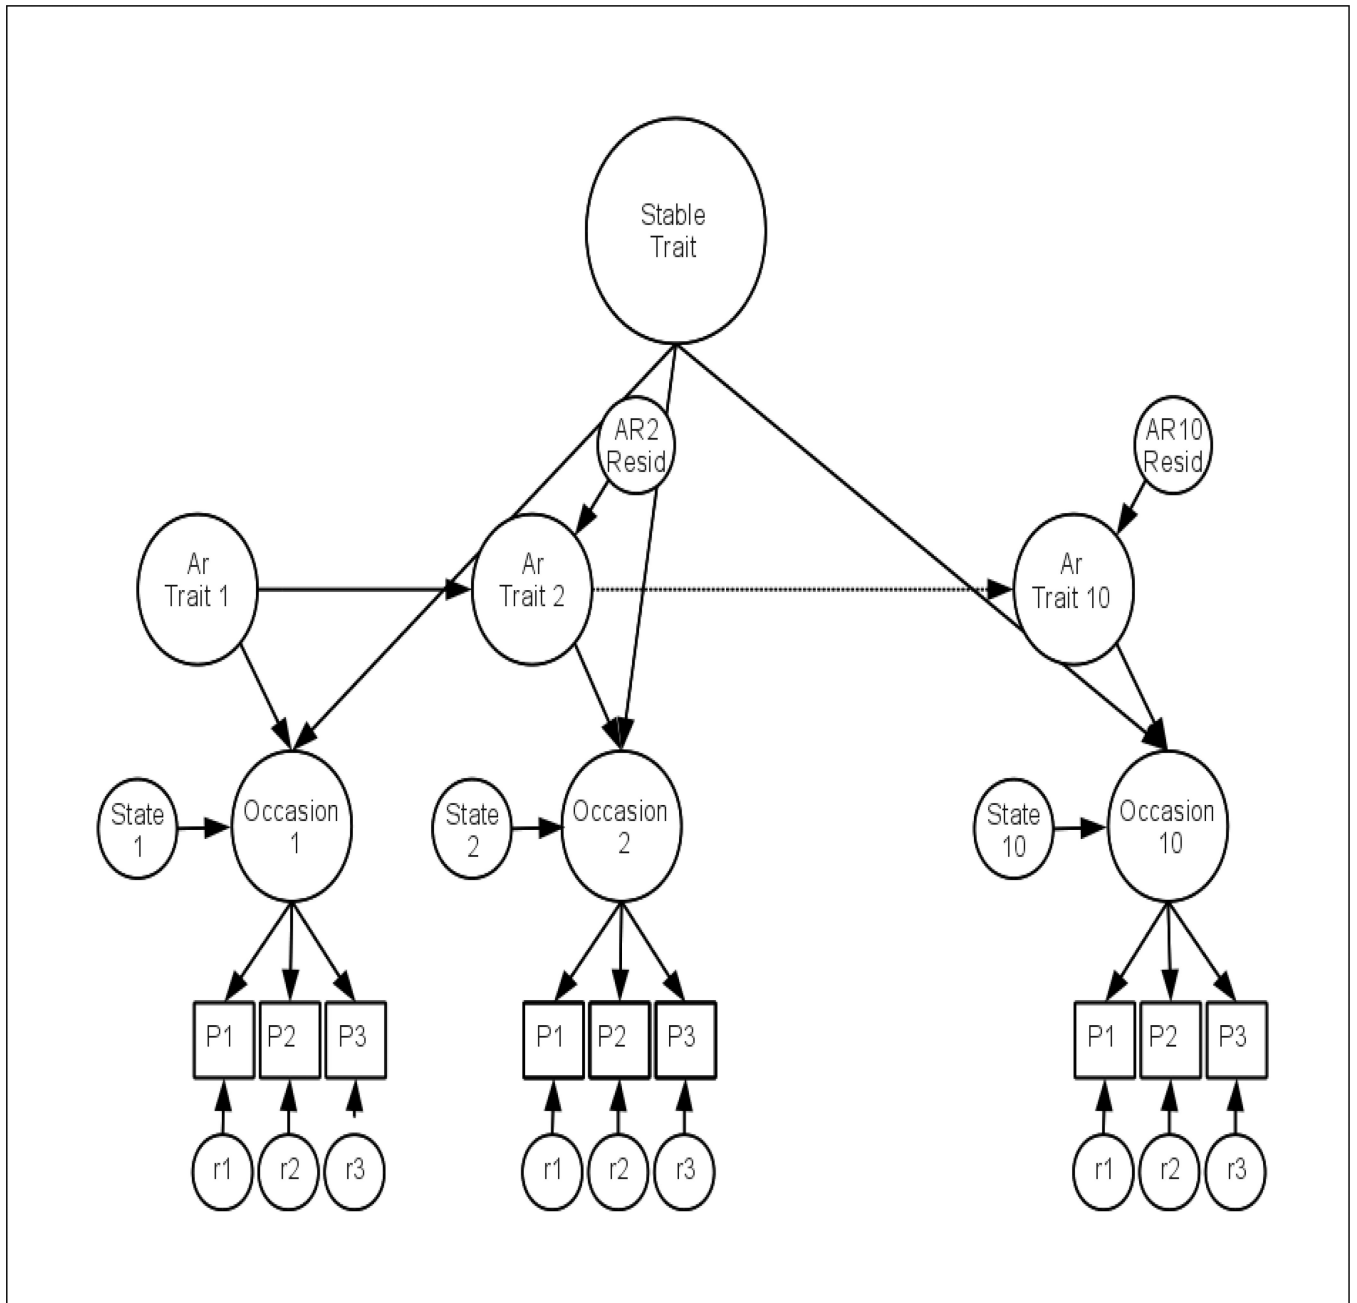 Stable
Trait
AR2
Resid
AR10
Resid
Ar
Trait 1
Ar
Trait 2
Ar
Trait 10
State
1
Occasion
1
State
2
Occasion
2
State
10
Occasion
10
P1 P2 P3
P1 P2 P3
P1 P2 P3
r1 r2 r3
r1 r2 r3
r1 r2 r3